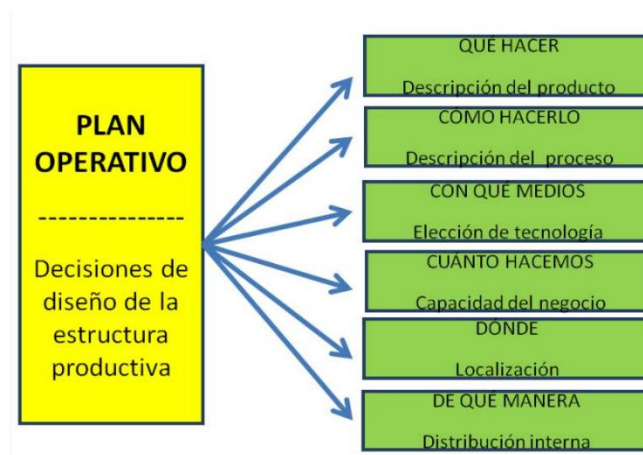 PLAN
OPERATIVO
---------------
Decisiones de
diseño de la
estructura
productiva
QUÉ HACER
Descripción del producto
CÓMO HACERLO
Descripción del proceso
CON QUÉ MEDIOS
Elección de tecnología
CUÁNTO HACEMOS
Capacidad del negocio
DÓNDE
Localización
DE QUÉ MANERA
Distribución interna